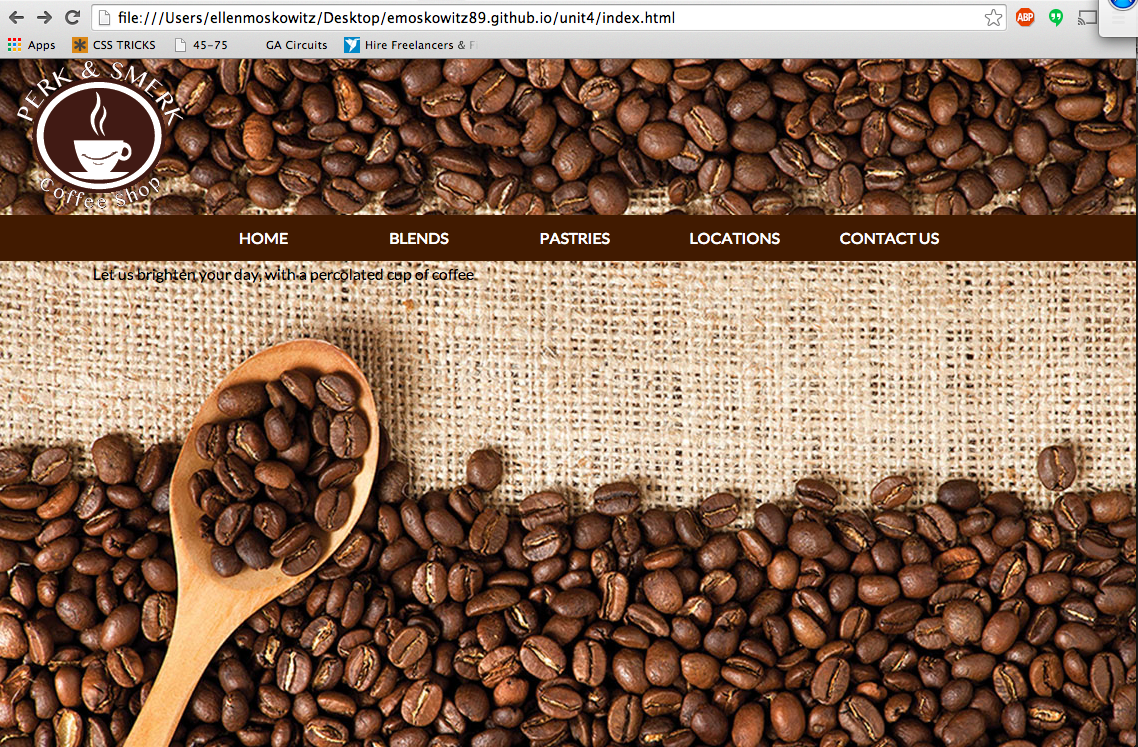 file:///Users/ellenmoskowitz/Desktop/emoskowitz89.github.io/unit4/index.html
ABP
Apps CSS TRICKS 45-75 GA Circuits Hire Freelancers & F
PERK & SMERK
Coffee Shop
HOME BLENDS PASTRIES LOCATIONS CONTACT US
Let us brighten your day, with a percolated cup of coffee